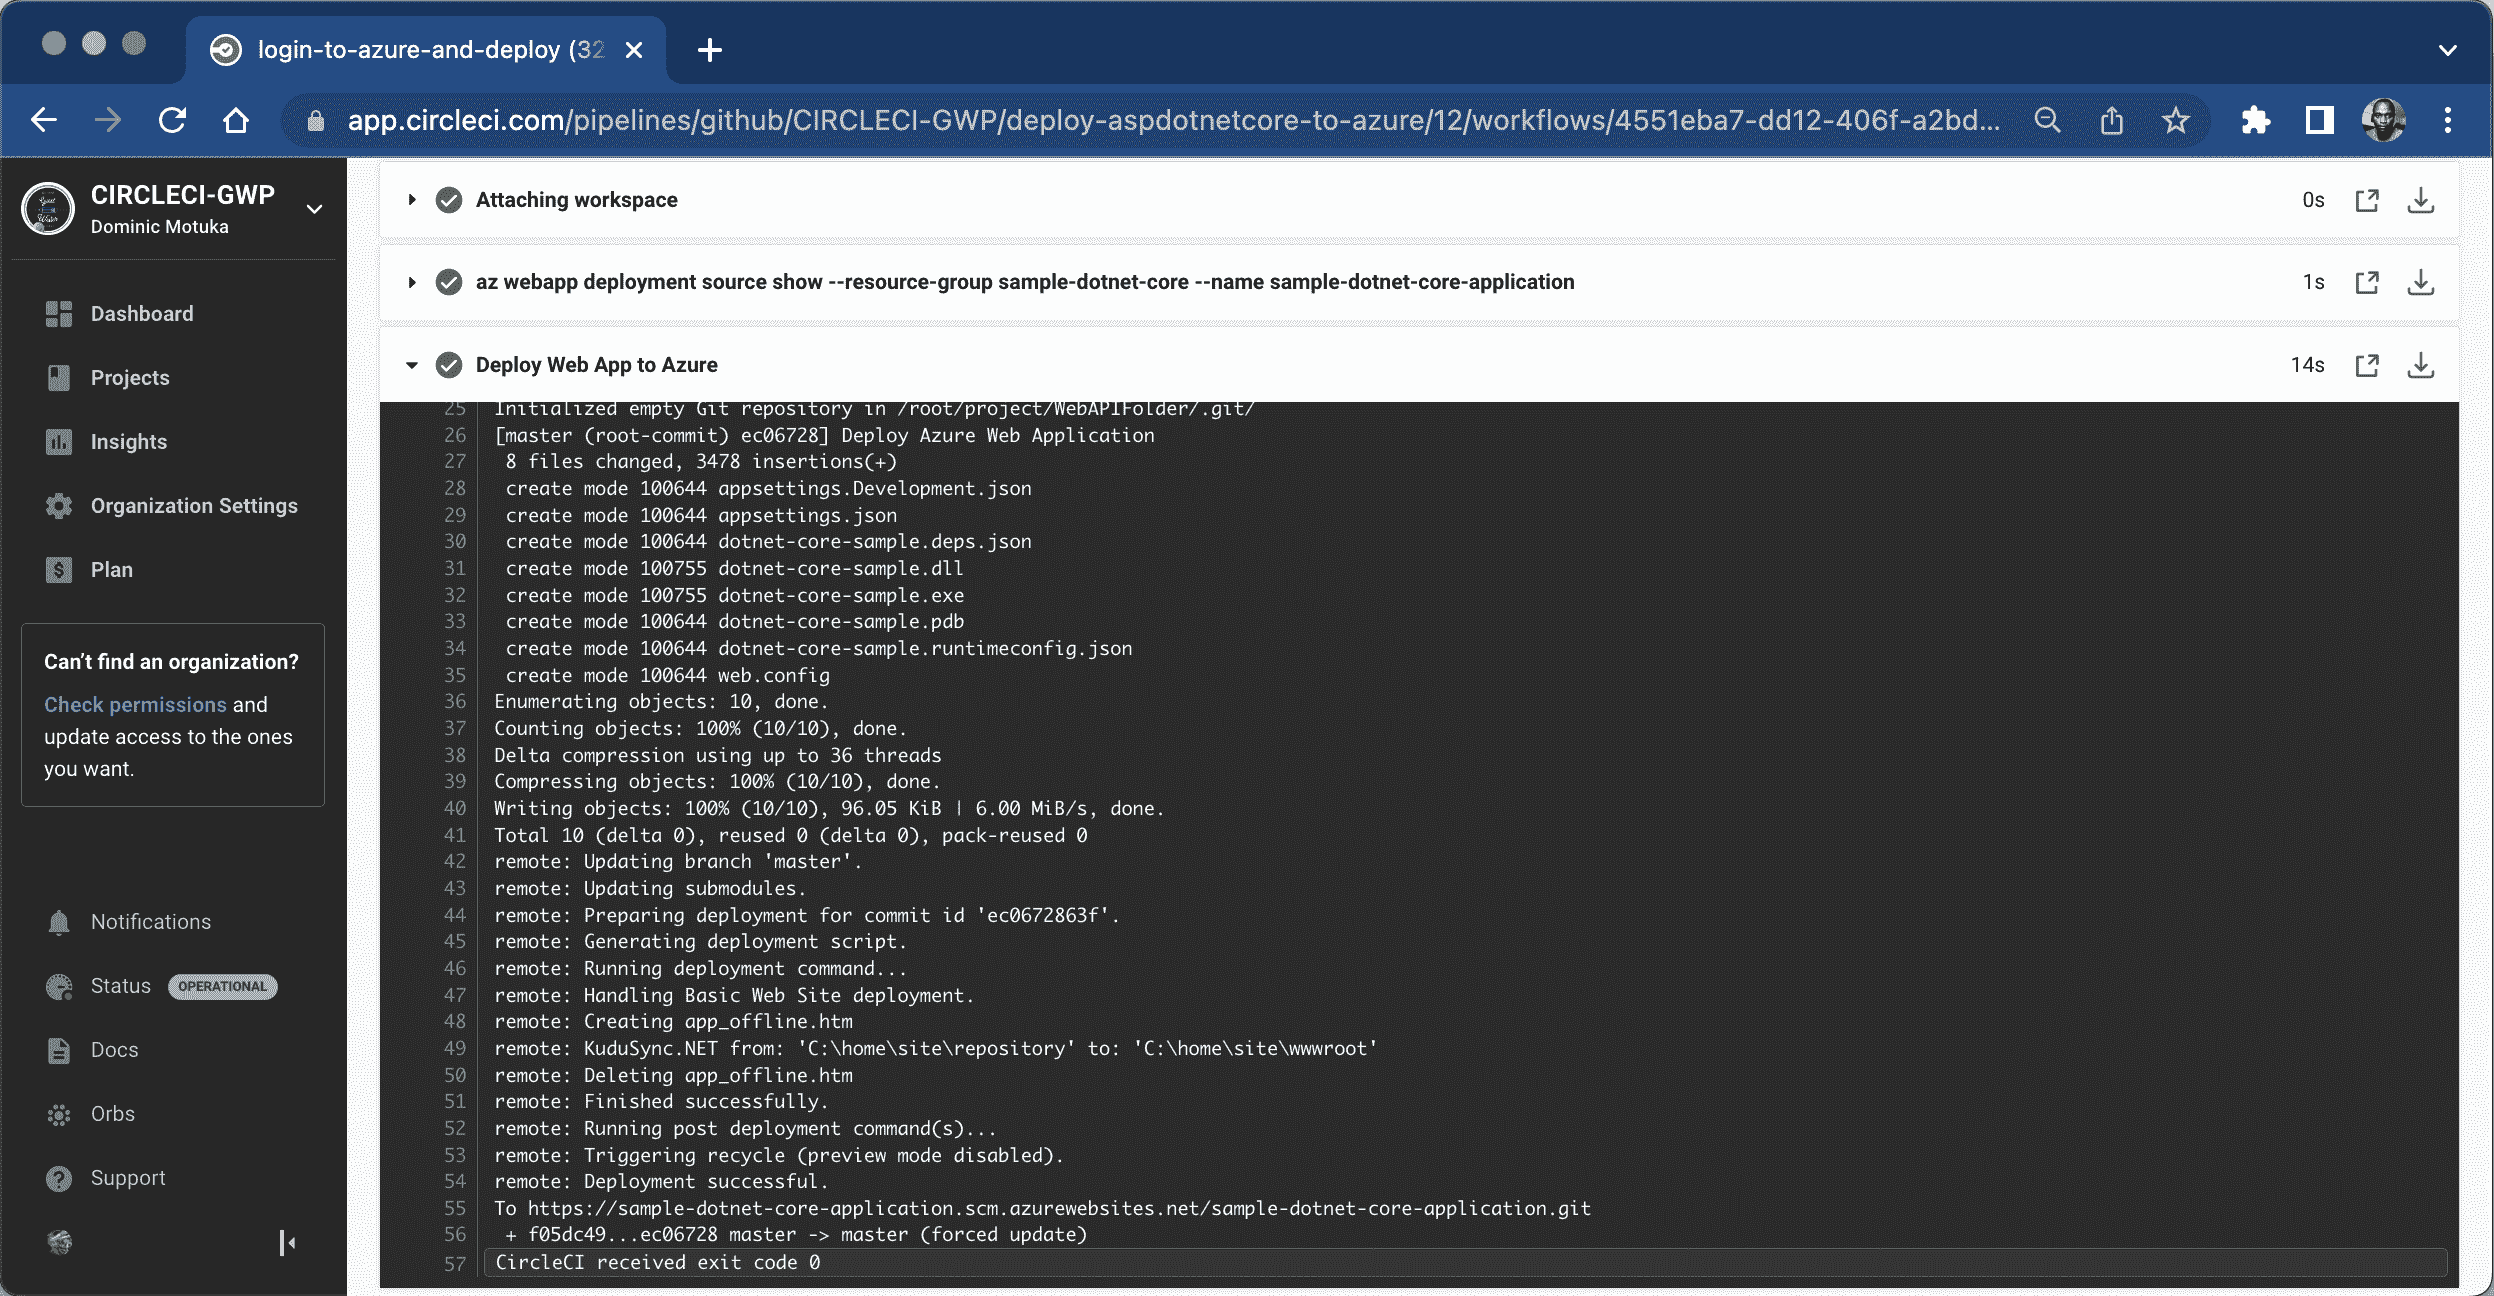 login-to-azure-and-deploy (32
app.circleci.com/pipelines/github/CIRCLECI-GWP/deploy-aspdotnetcore-to-azure/12/workflows/4551eba7-dd12-406f-a2bd...
CIRCLECI-GWP
Dominic Motuka
Dashboard
Projects
Insights
Organization Settings
Plan
Can't find an organization?
Check permissions and
update access to the ones
you want.
Notifications
Status OPERATIONAL
Docs
Orbs
Support
Attaching workspace 0s
az webapp deployment source show --resource-group sample-dotnet-core --name sample-dotnet-core-application 1s
Deploy Web App to Azure 14s
25 Initialized empty Git repository in /root/project/WebAPIFolder/.git/
26 [master (root-commit) ec06728] Deploy Azure Web Application
27 8 files changed, 3478 insertions(+)
28 create mode 100644 appsettings.Development.json
29 create mode 100644 appsettings.json
30 create mode 100644 dotnet-core-sample.deps.json
31 create mode 100755 dotnet-core-sample.dll
32 create mode 100755 dotnet-core-sample.exe
33 create mode 100644 dotnet-core-sample.pdb
34 create mode 100644 dotnet-core-sample.runtimeconfig.json
35 create mode 100644 web.config
36 Enumerating objects: 10, done.
37 Counting objects: 100% (10/10), done.
38 Delta compression using up to 36 threads
39 Compressing objects: 100% (10/10), done.
40 Writing objects: 100% (10/10), 96.05 KiB | 6.00 MiB/s, done.
41 Total 10 (delta 0), reused 0 (delta 0), pack-reused 0
42 remote: Updating branch 'master'.
43 remote: Updating submodules.
44 remote: Preparing deployment for commit id 'ec0672863f'.
45 remote: Generating deployment script.
46 remote: Running deployment command...
47 remote: Handling Basic Web Site deployment.
48 remote: Creating app_offline.htm
49 remote: KuduSync.NET from: 'C:\home\site\repository' to: 'C:\home\site\wwwroot'
50 remote: Deleting app_offline.htm
51 remote: Finished successfully.
52 remote: Running post deployment command(s)...
53 remote: Triggering recycle (preview mode disabled).
54 remote: Deployment successful.
55 To https://sample-dotnet-core-application.scm.azurewebsites.net/sample-dotnet-core-application.git
56 + f05dc49...ec06728 master -> master (forced update)
57 CircleCI received exit code 0